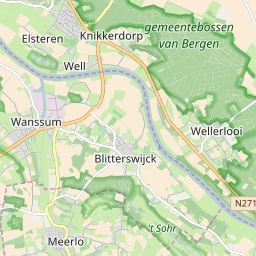 gemeentebossen
van Bergen
Elsteren
Knikkerdorp
Well
Wanssum
Wellerlooi
Blitterswijck
N271
't Sohr
Meerlo